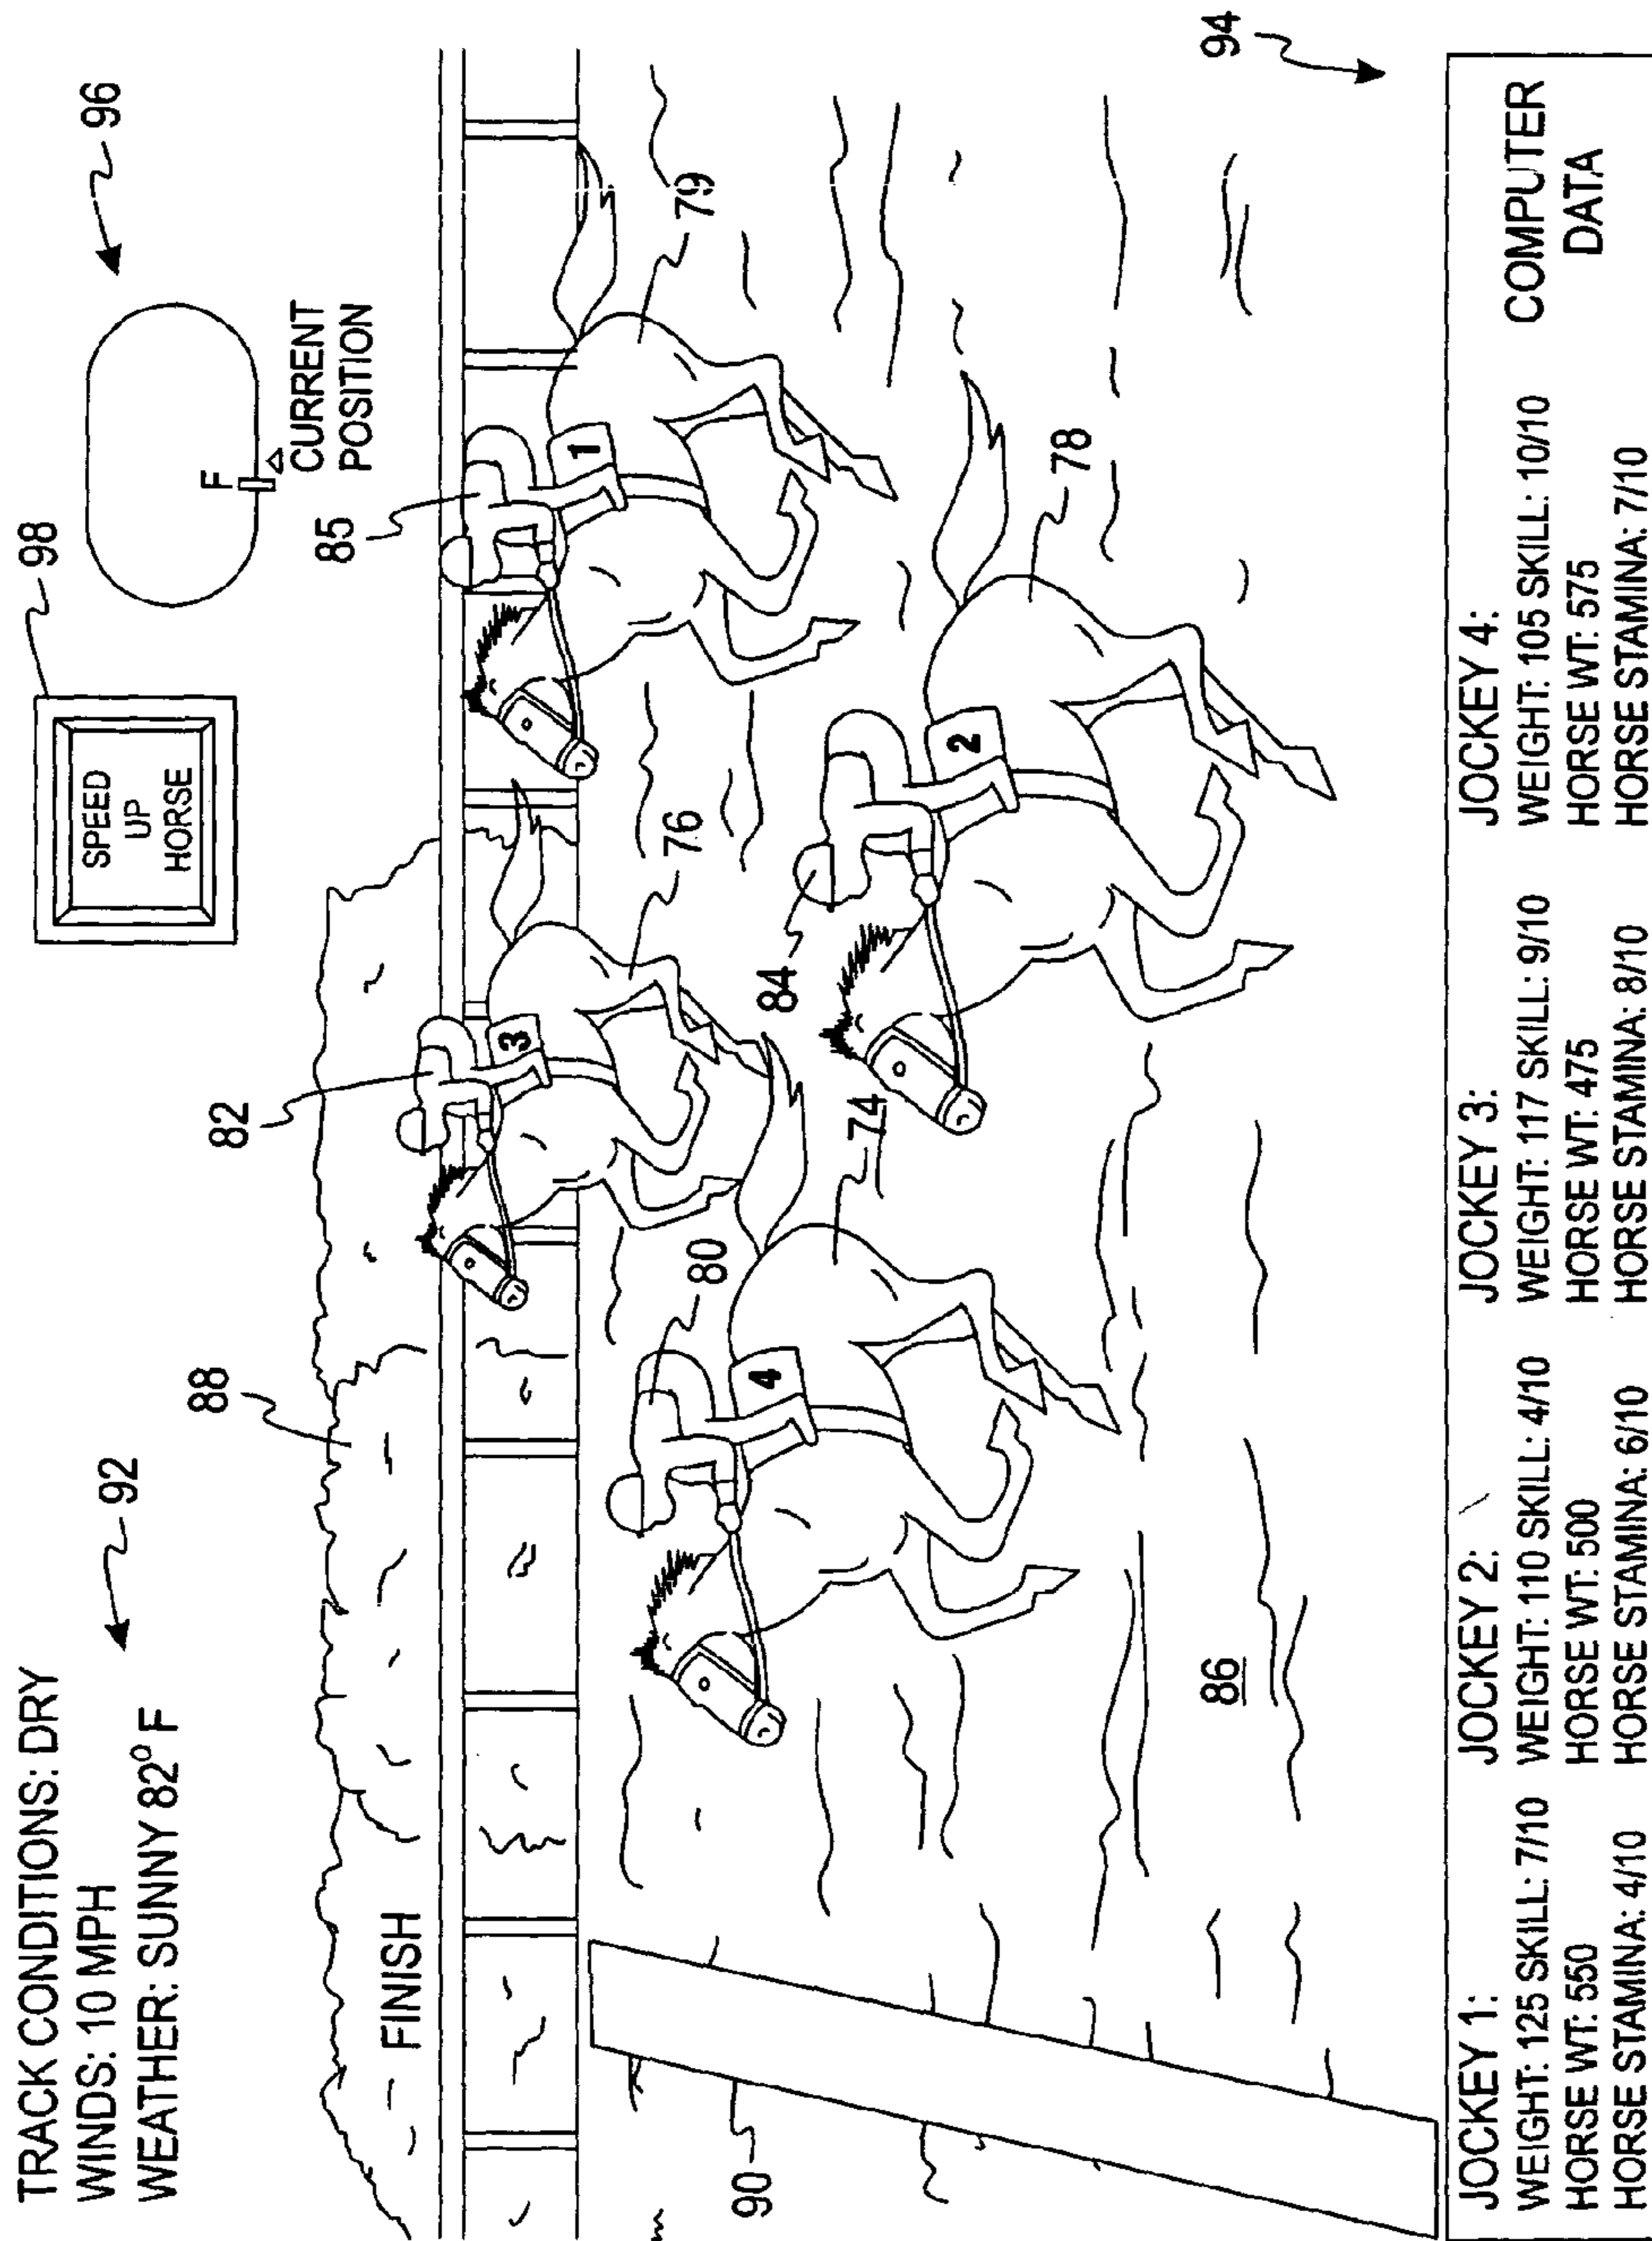 TRACK CONDITIONS: DRY
WINDS: 10 MPH
WEATHER: SUNNY 82° F
92
98
SPEED
UP
HORSE
96
F
CURRENT
POSITION
88
82
85
FINISH
3
1
79
76
80
84
4
74
2
78
90
86
94
JOCKEY 1:
WEIGHT: 125 SKILL: 7/10
HORSE WT: 550
HORSE STAMINA: 4/10
JOCKEY 2:
WEIGHT: 110 SKILL: 4/10
HORSE WT: 500
HORSE STAMINA: 6/10
JOCKEY 3:
WEIGHT: 117 SKILL: 9/10
HORSE WT: 475
HORSE STAMINA: 8/10
JOCKEY 4:
WEIGHT: 105 SKILL: 10/10
HORSE WT: 575
HORSE STAMINA: 7/10
COMPUTER
DATA